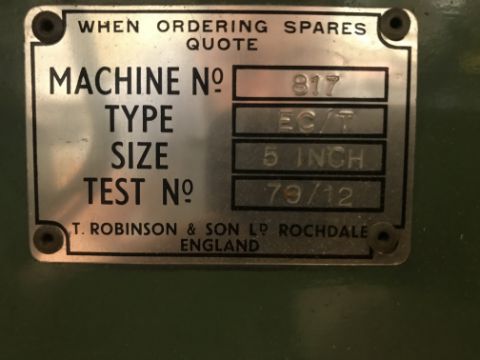 WHEN ORDERING SPARES
QUOTE
MACHINE Nº 817
TYPE EC/T
SIZE 5 INCH
TEST Nº 79/12
T. ROBINSON & SON LD ROCHDALE
ENGLAND